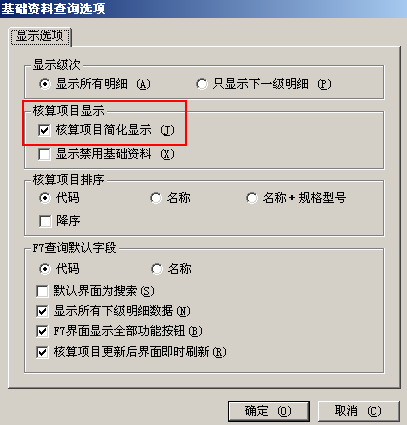 基础资料查询选项
显示选项
显示级次
显示所有明细 (A) 只显示下一级明细 (P)
核算项目显示
核算项目简化显示 (T)
显示禁用基础资料 (X)
核算项目排序
代码 名称 名称+规格型号
降序
F7查询默认字段
代码 名称
默认界面为搜索(S)
显示所有下级明细数据(N)
F7界面显示全部功能按钮(B)
核算项目更新后界面即时刷新(R)
确定 (O) 取消 (C)